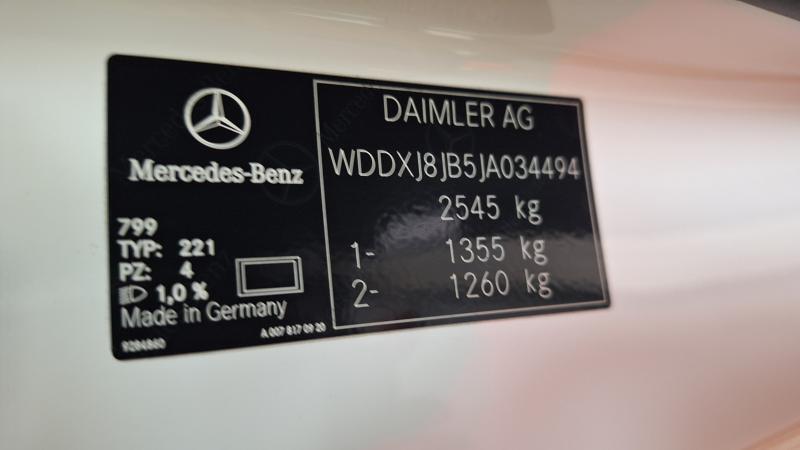 Mercedes-Benz
799
TYP: 221
PZ: 4
1,0 %
Made in Germany
9284860
A 007 817 09 20
DAIMLER AG
WDDXJ8JB5JA034494
2545 kg
1- 1355 kg
2- 1260 kg